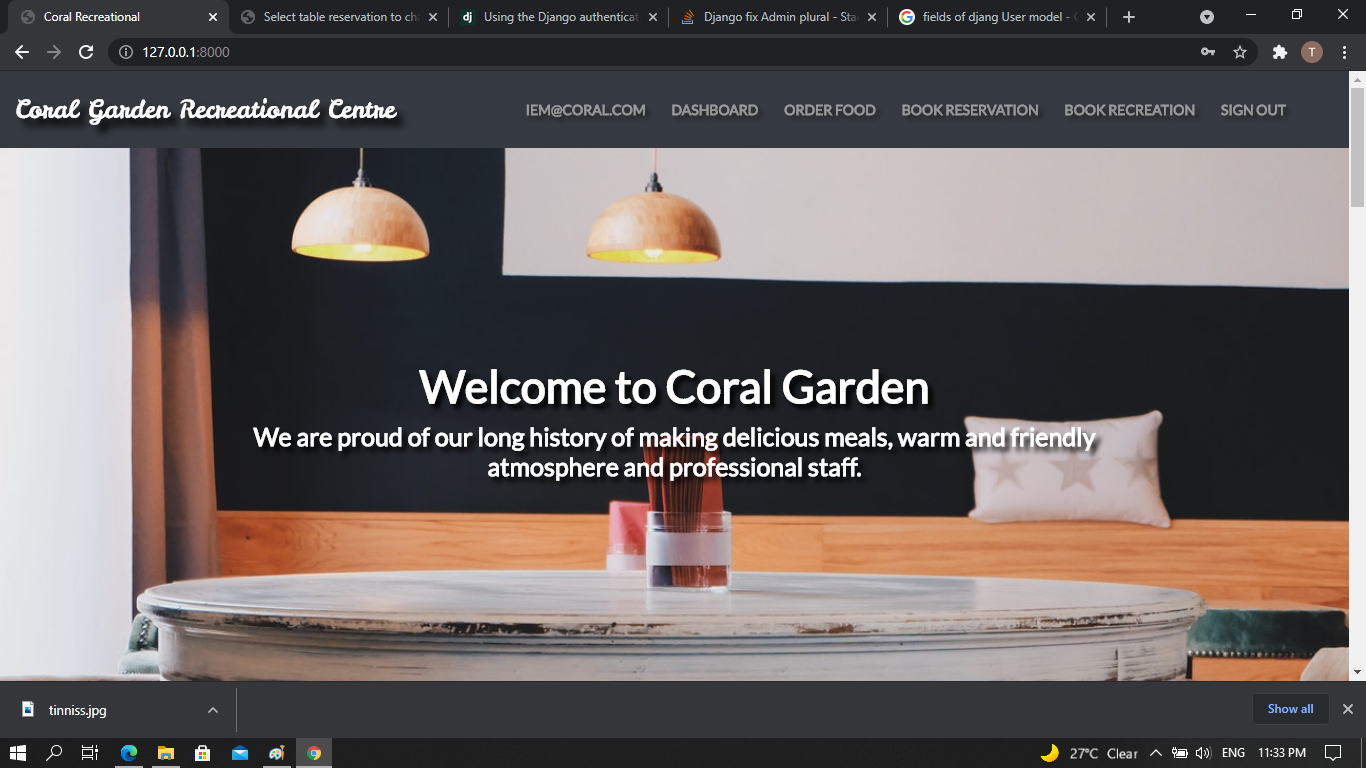 Coral Recreational
Select table reservation to cha
Using the Django authenticat
Django fix Admin plural - Sta
fields of djang User model - G
127.0.0.1:8000
T
Coral Garden Recreational Centre
IEM@CORAL.COM
DASHBOARD
ORDER FOOD
BOOK RESERVATION
BOOK RECREATION
SIGN OUT
Welcome to Coral Garden
We are proud of our long history of making delicious meals, warm and friendly
atmosphere and professional staff.
tinniss.jpg
Show all
27°C Clear
ENG
11:33 PM